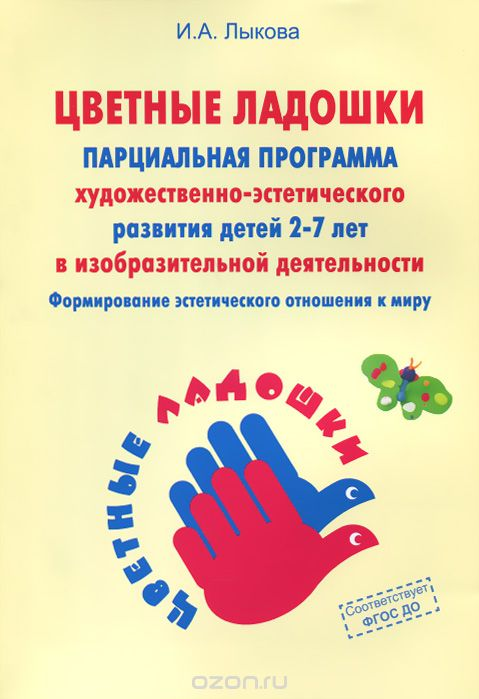 И.А. Лыкова
ЦВЕТНЫЕ ЛАДОШКИ
ПАРЦИАЛЬНАЯ ПРОГРАММА
художественно-эстетического
развития детей 2-7 лет
в изобразительной деятельности
Формирование эстетического отношения к миру
ЦВЕТНЫЕ ЛАДОШКИ
Соответствует
ФГОС ДО
ozon.ru